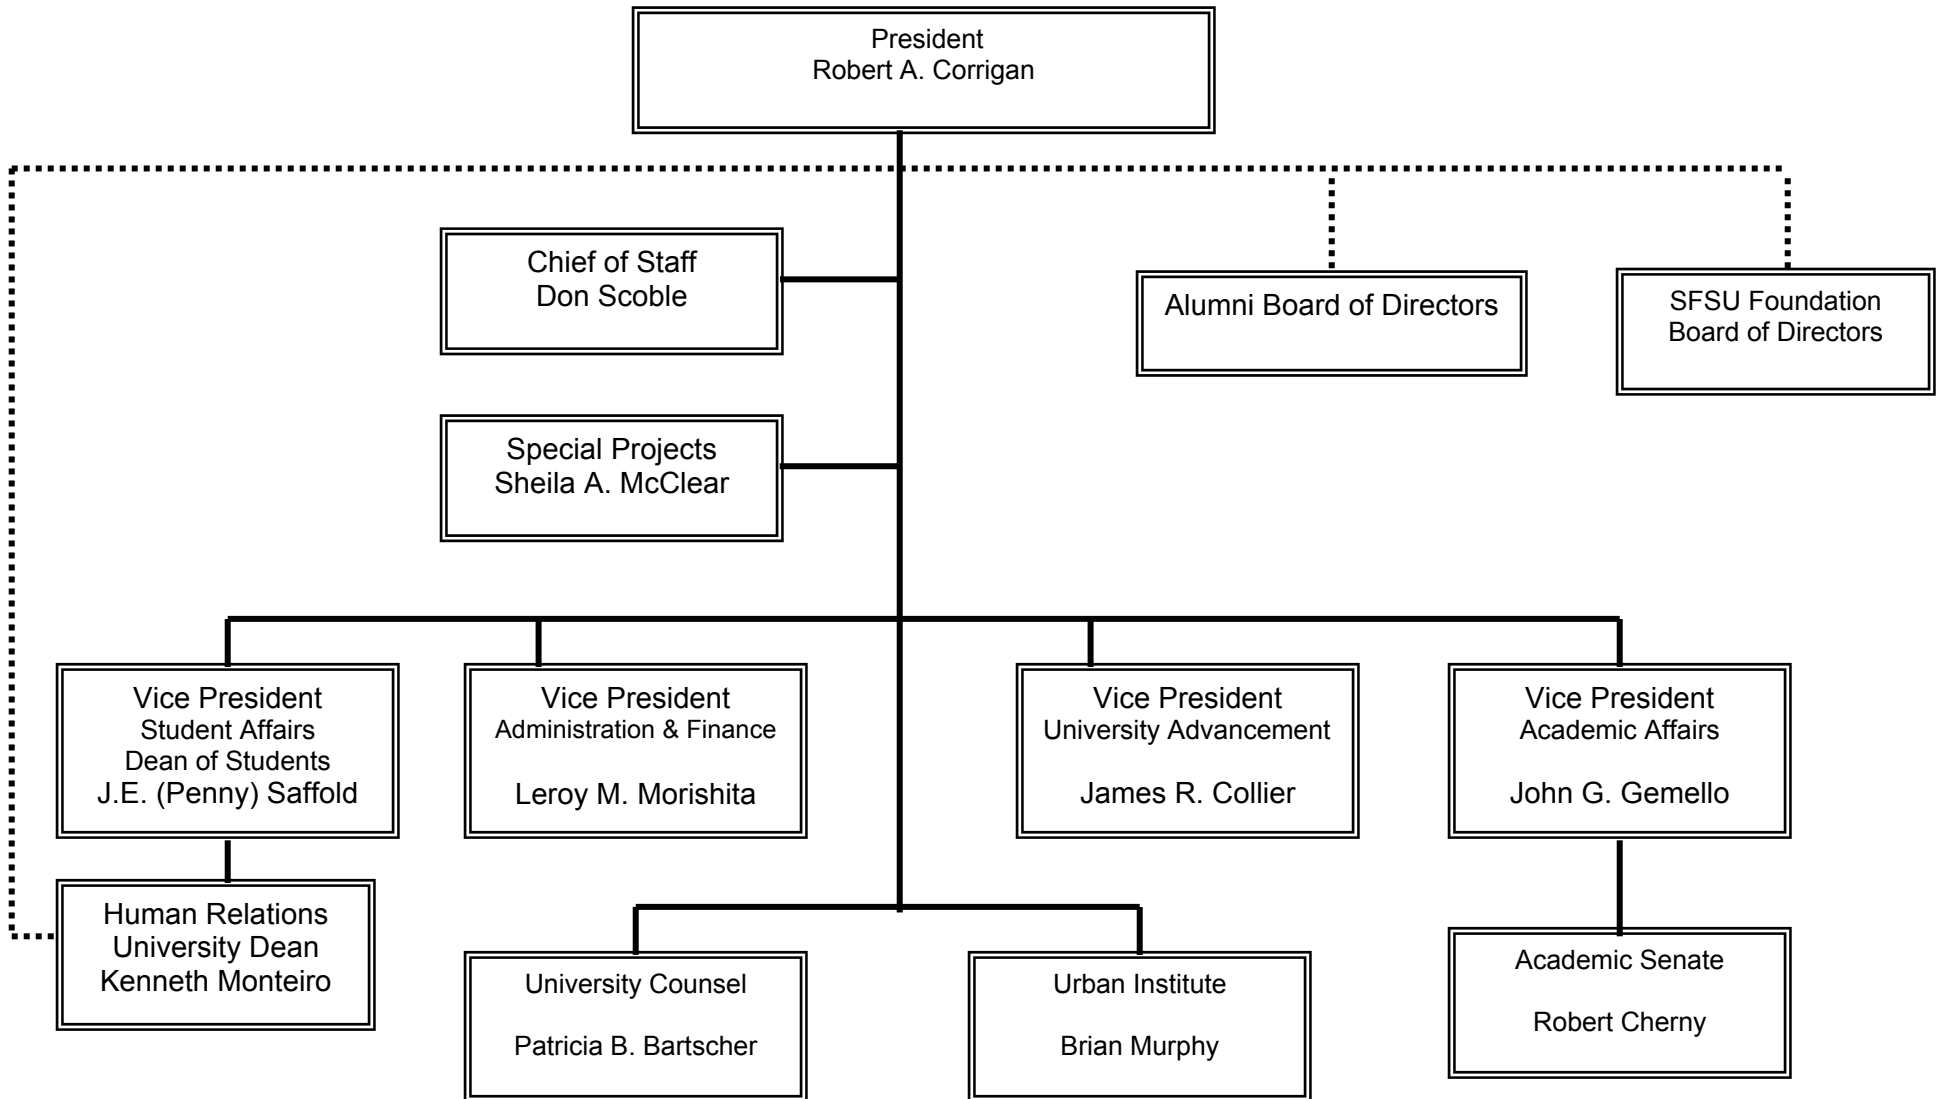 President
Robert A. Corrigan
Chief of Staff
Don Scoble
Alumni Board of Directors
SFSU Foundation
Board of Directors
Special Projects
Sheila A. McClear
Vice President
Student Affairs
Dean of Students
J.E. (Penny) Saffold
Vice President
Administration & Finance
Leroy M. Morishita
Vice President
University Advancement
James R. Collier
Vice President
Academic Affairs
John G. Gemello
Human Relations
University Dean
Kenneth Monteiro
University Counsel
Patricia B. Bartscher
Urban Institute
Brian Murphy
Academic Senate
Robert Cherny